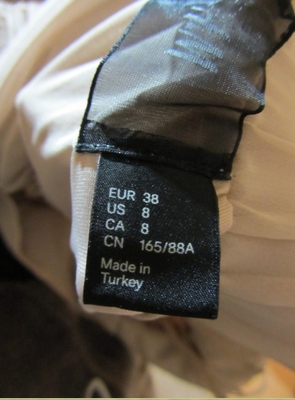 EUR 38
US 8
CA 8
CN 165/88A
Made in
Turkey